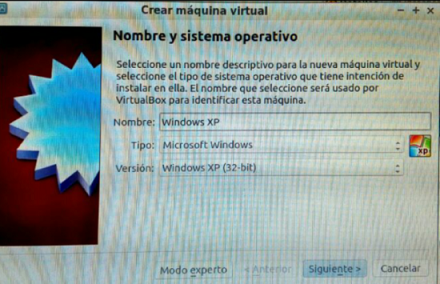 Crear máquina virtual
Nombre y sistema operativo
Seleccione un nombre descriptivo para la nueva máquina virtual y
seleccione el tipo de sistema operativo que tiene intención de
instalar en ella. El nombre que seleccione será usado por
VirtualBox para identificar esta máquina.
Nombre: Windows XP
Tipo: Microsoft Windows
XP
Versión: Windows XP (32-bit)
Modo experto < Anterior Siguiente > Cancelar